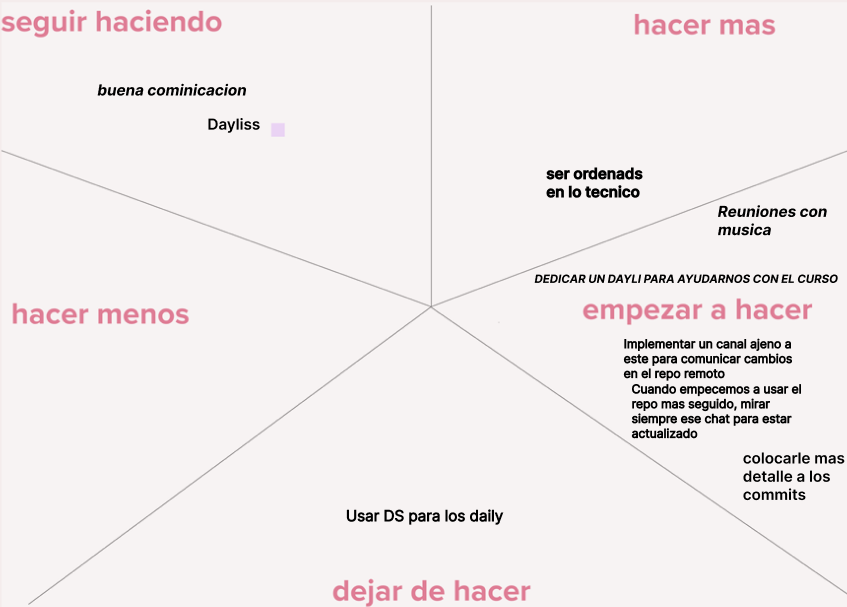 seguir haciendo
hacer mas
buena cominicacion
Dayliss
ser ordenads
en lo tecnico
Reuniones con
musica
DEDICAR UN DAYLI PARA AYUDARNOS CON EL CURSO
hacer menos
empezar a hacer
Implementar un canal ajeno a
este para comunicar cambios
en el repo remoto
Cuando empecemos a usar el
repo mas seguido, mirar
siempre ese chat para estar
actualizado
colocarle mas
detalle a los
commits
Usar DS para los daily
dejar de hacer